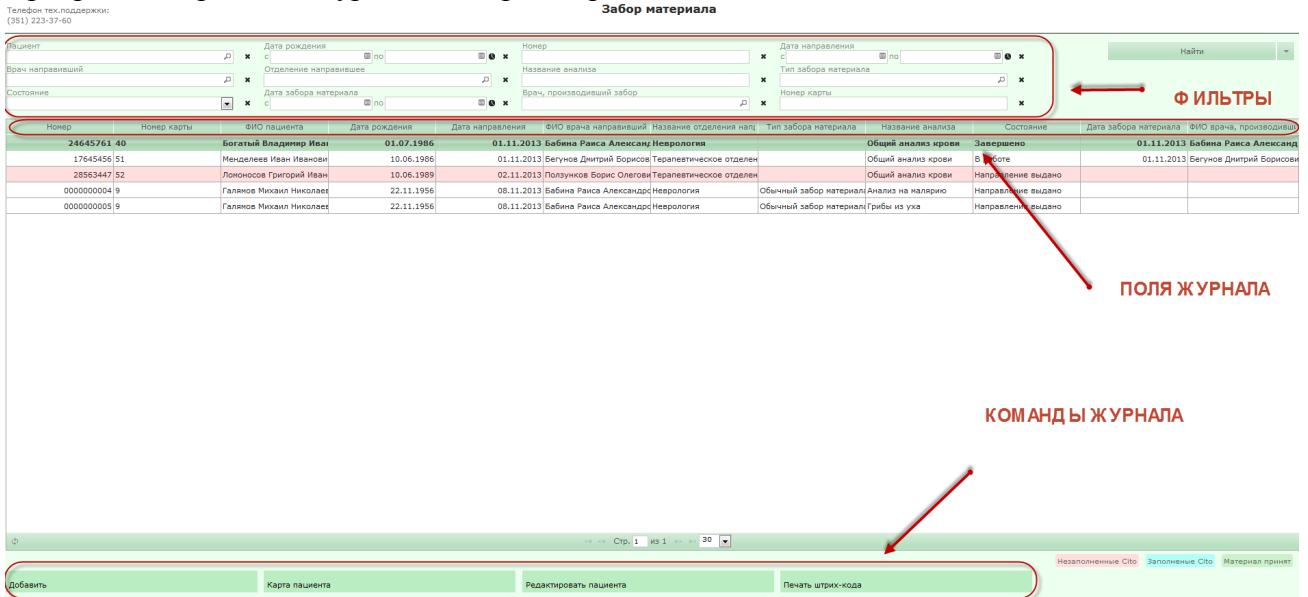 Телефон тех.поддержки:
(351) 223-37-60
Забор материала
Пациент Дата рождения Номер Дата направления
с по с по
Найти
Врач направивший Отделение направившее Название анализа Тип забора материала
Состояние Дата забора материала Врач, производивший забор Номер карты
с по
ФИЛЬТРЫ
Номер Номер карты ФИО пациента Дата рождения Дата направления ФИО врача направивший Название отделения напр Тип забора материала Название анализа Состояние Дата забора материала ФИО врача, производивш
24645761 40 Богатый Владимир Иван 01.07.1986 01.11.2013 Бабина Раиса Александ Неврология Общий анализ крови Завершено 01.11.2013 Бабина Раиса Александ
17645456 51 Менделеев Иван Иванови 10.06.1986 01.11.2013 Бегунов Дмитрий Борисов Терапевтическое отделен Общий анализ крови В работе 01.11.2013 Бегунов Дмитрий Борисови
28563447 52 Ломоносов Григорий Иван 10.06.1989 02.11.2013 Ползунков Борис Олегови Терапевтическое отделен Общий анализ крови Направление выдано
0000000004 9 Галямов Михаил Николаев 22.11.1956 08.11.2013 Бабина Раиса Александро Неврология Обычный забор материала Анализ на малярию Направление выдано
0000000005 9 Галямов Михаил Николаев 22.11.1956 08.11.2013 Бабина Раиса Александро Неврология Обычный забор материала Грибы из уха Направление выдано
ПОЛЯ ЖУРНАЛА
КОМАНДЫ ЖУРНАЛА
Стр. 1 из 1 30
Незаполненные Cito Заполненые Cito Материал принят
Добавить Карта пациента Редактировать пациента Печать штрих-кода